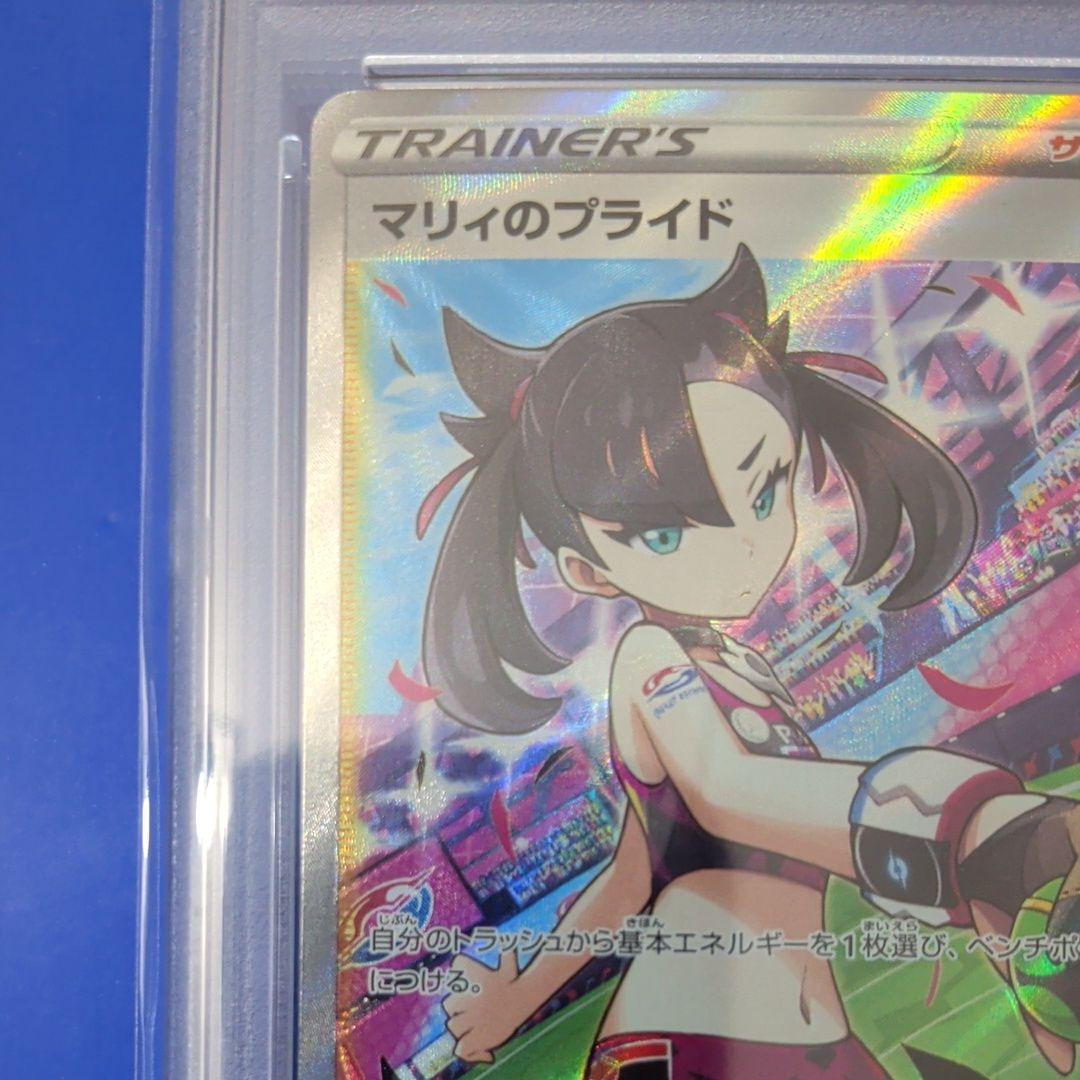 TRAINER'S
サ
マリィのプライド
じぶん きほん まいえら
自分のトラッシュから基本エネルギーを1枚選び、ベンチポ
につける。